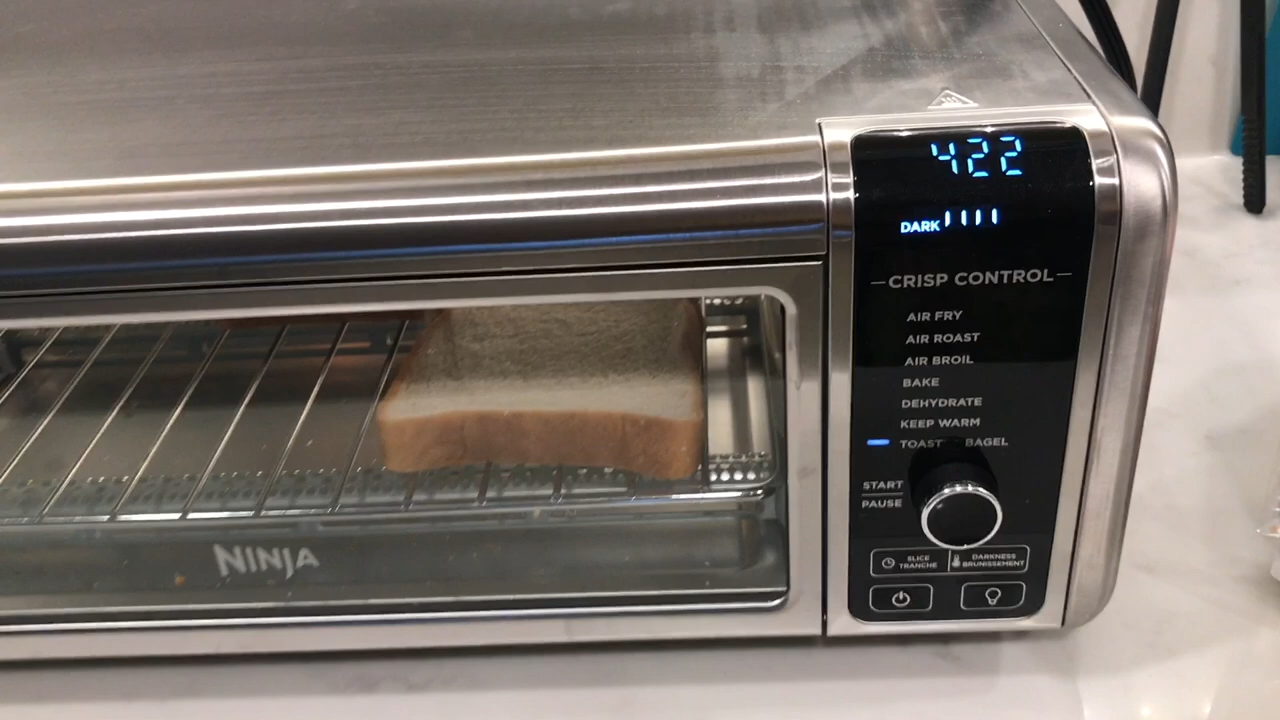 422
DARK
CRISP CONTROL
AIR FRY
AIR ROAST
AIR BROIL
BAKE
DEHYDRATE
KEEP WARM
TOAST BAGEL
START
PAUSE
SLICE
TRANCHE
DARKNESS
BRUNISSEMENT
NINJA